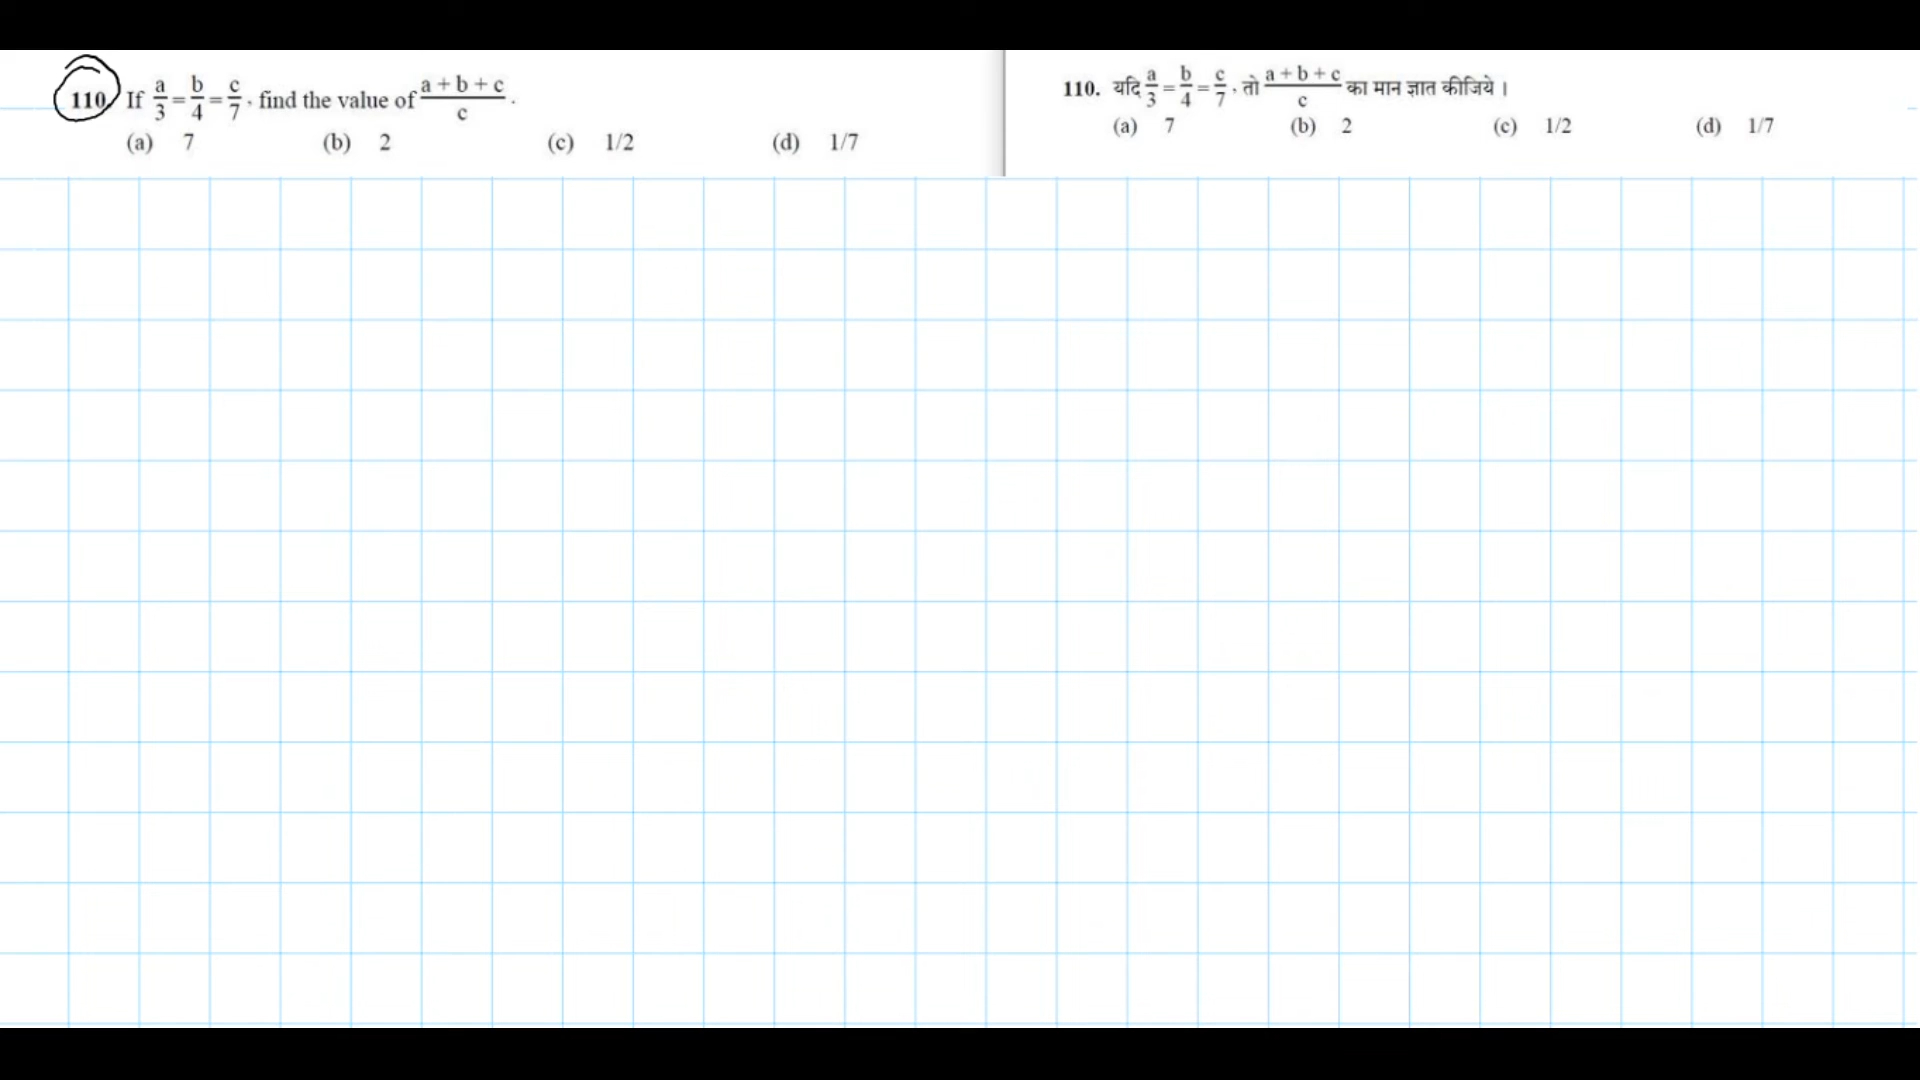 110. If a/3 = b/4 = c/7, find the value of (a + b + c)/c.
(a) 7 (b) 2 (c) 1/2 (d) 1/7
110. यदि a/3 = b/4 = c/7, तो (a + b + c)/c का मान ज्ञात कीजिये।
(a) 7 (b) 2 (c) 1/2 (d) 1/7